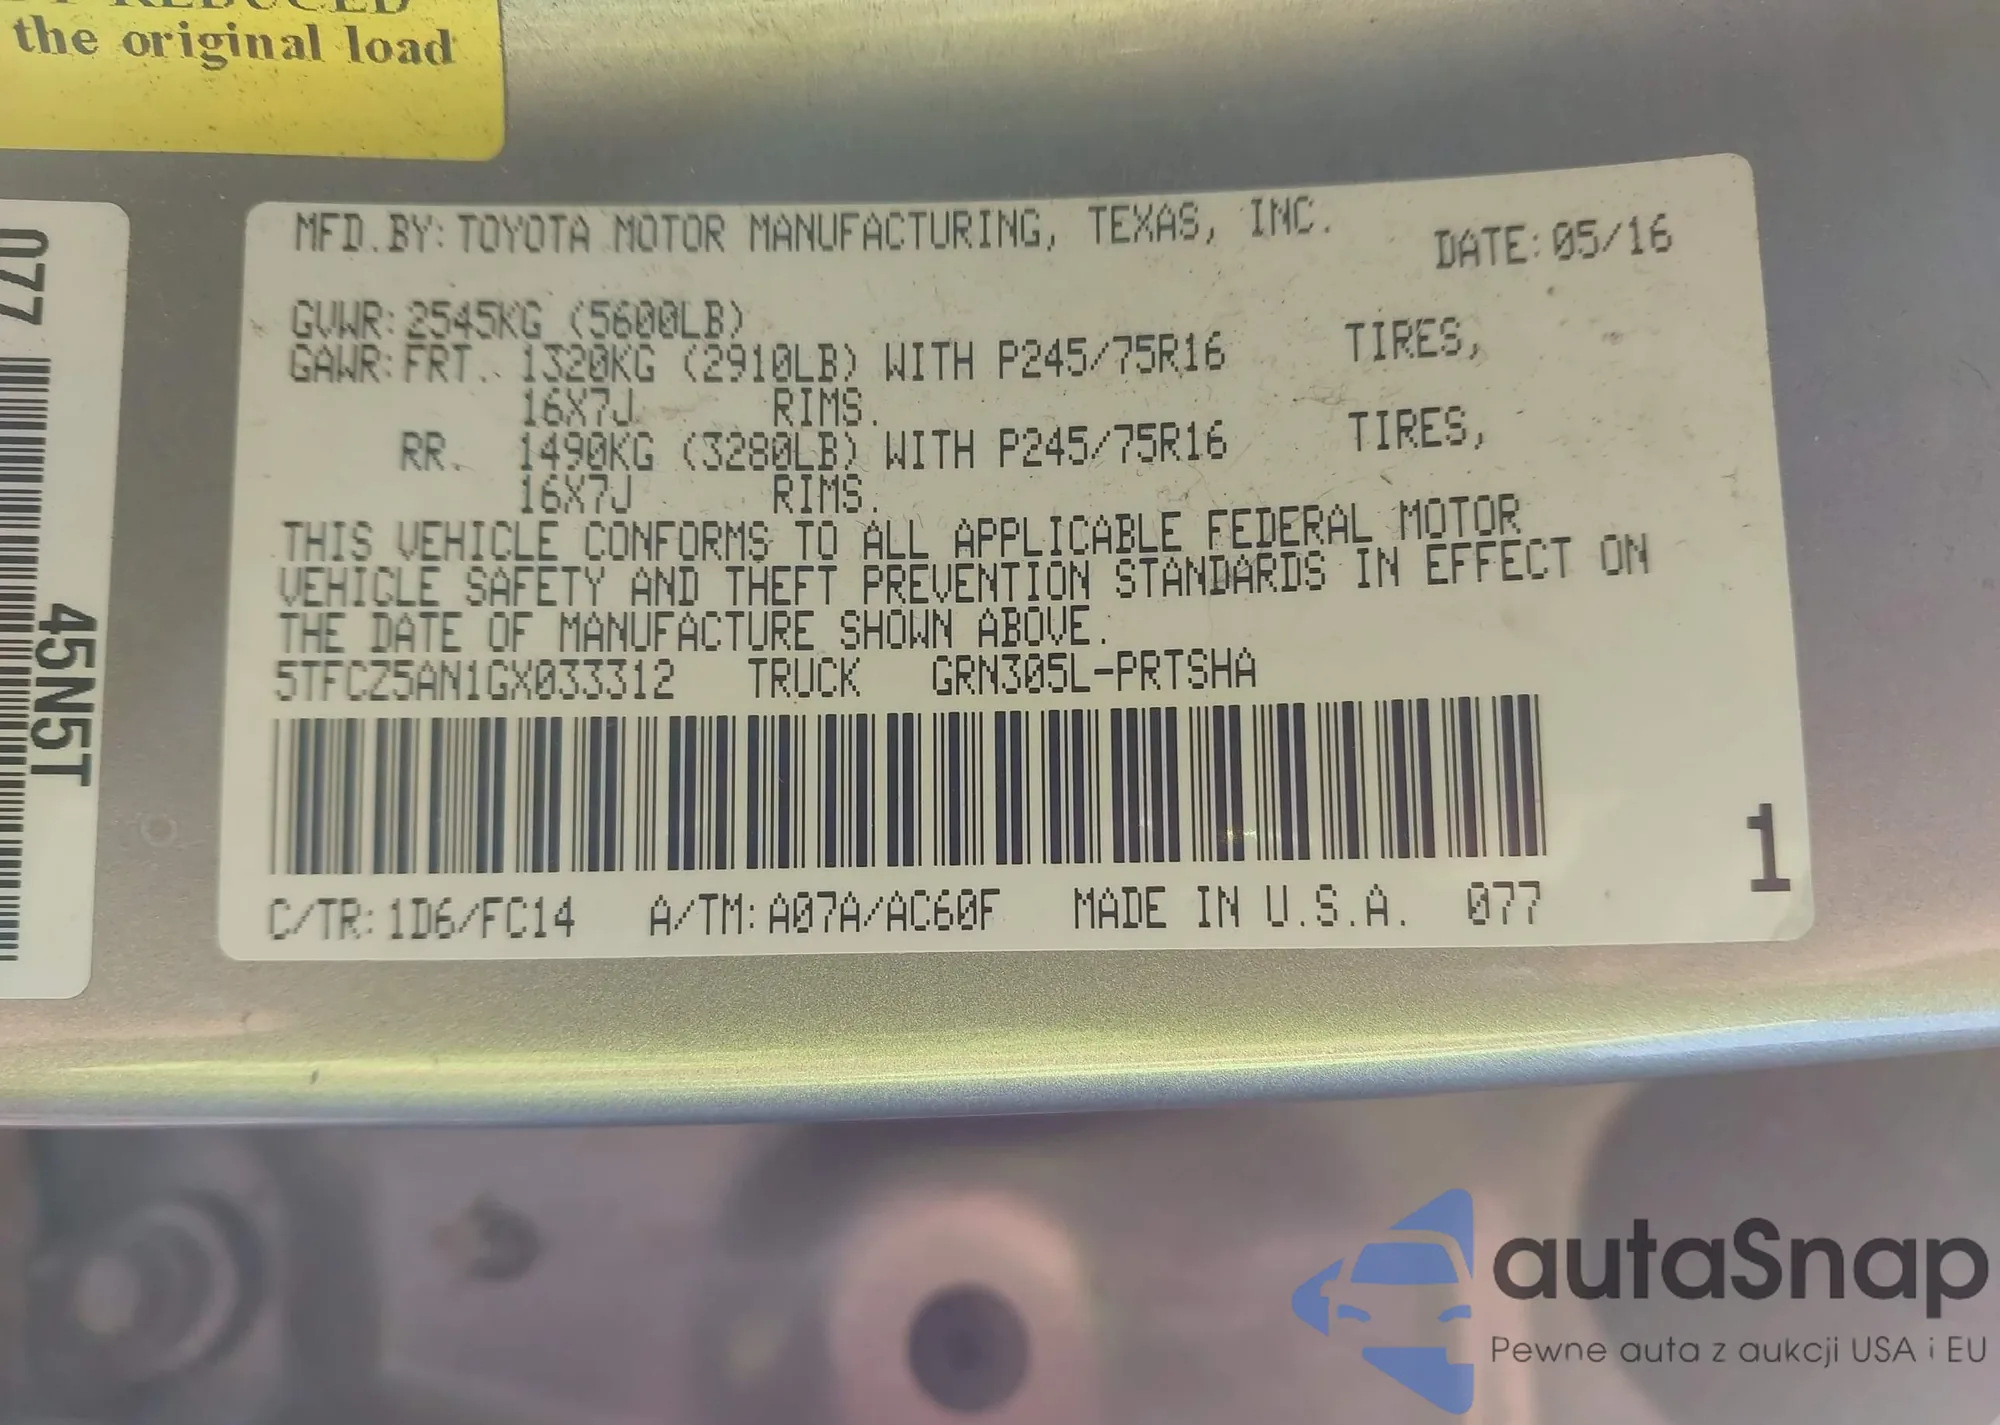 the original load
077
45N5T
MFD.BY: TOYOTA MOTOR MANUFACTURING, TEXAS, INC.
DATE: 05/16
GVWR: 2545KG (5600LB)
GAWR: FRT. 1320KG (2910LB) WITH P245/75R16 TIRES,
16X7J RIMS.
RR. 1490KG (3280LB) WITH P245/75R16 TIRES,
16X7J RIMS.
THIS VEHICLE CONFORMS TO ALL APPLICABLE FEDERAL MOTOR
VEHICLE SAFETY AND THEFT PREVENTION STANDARDS IN EFFECT ON
THE DATE OF MANUFACTURE SHOWN ABOVE.
5TFCZ5AN1GX033312 TRUCK GRN305L-PRTSHA
C/TR: 1D6/FC14 A/TM: A07A/AC60F MADE IN U.S.A. 077
1
autaSnap
Pewne auta z aukcji USA i EU